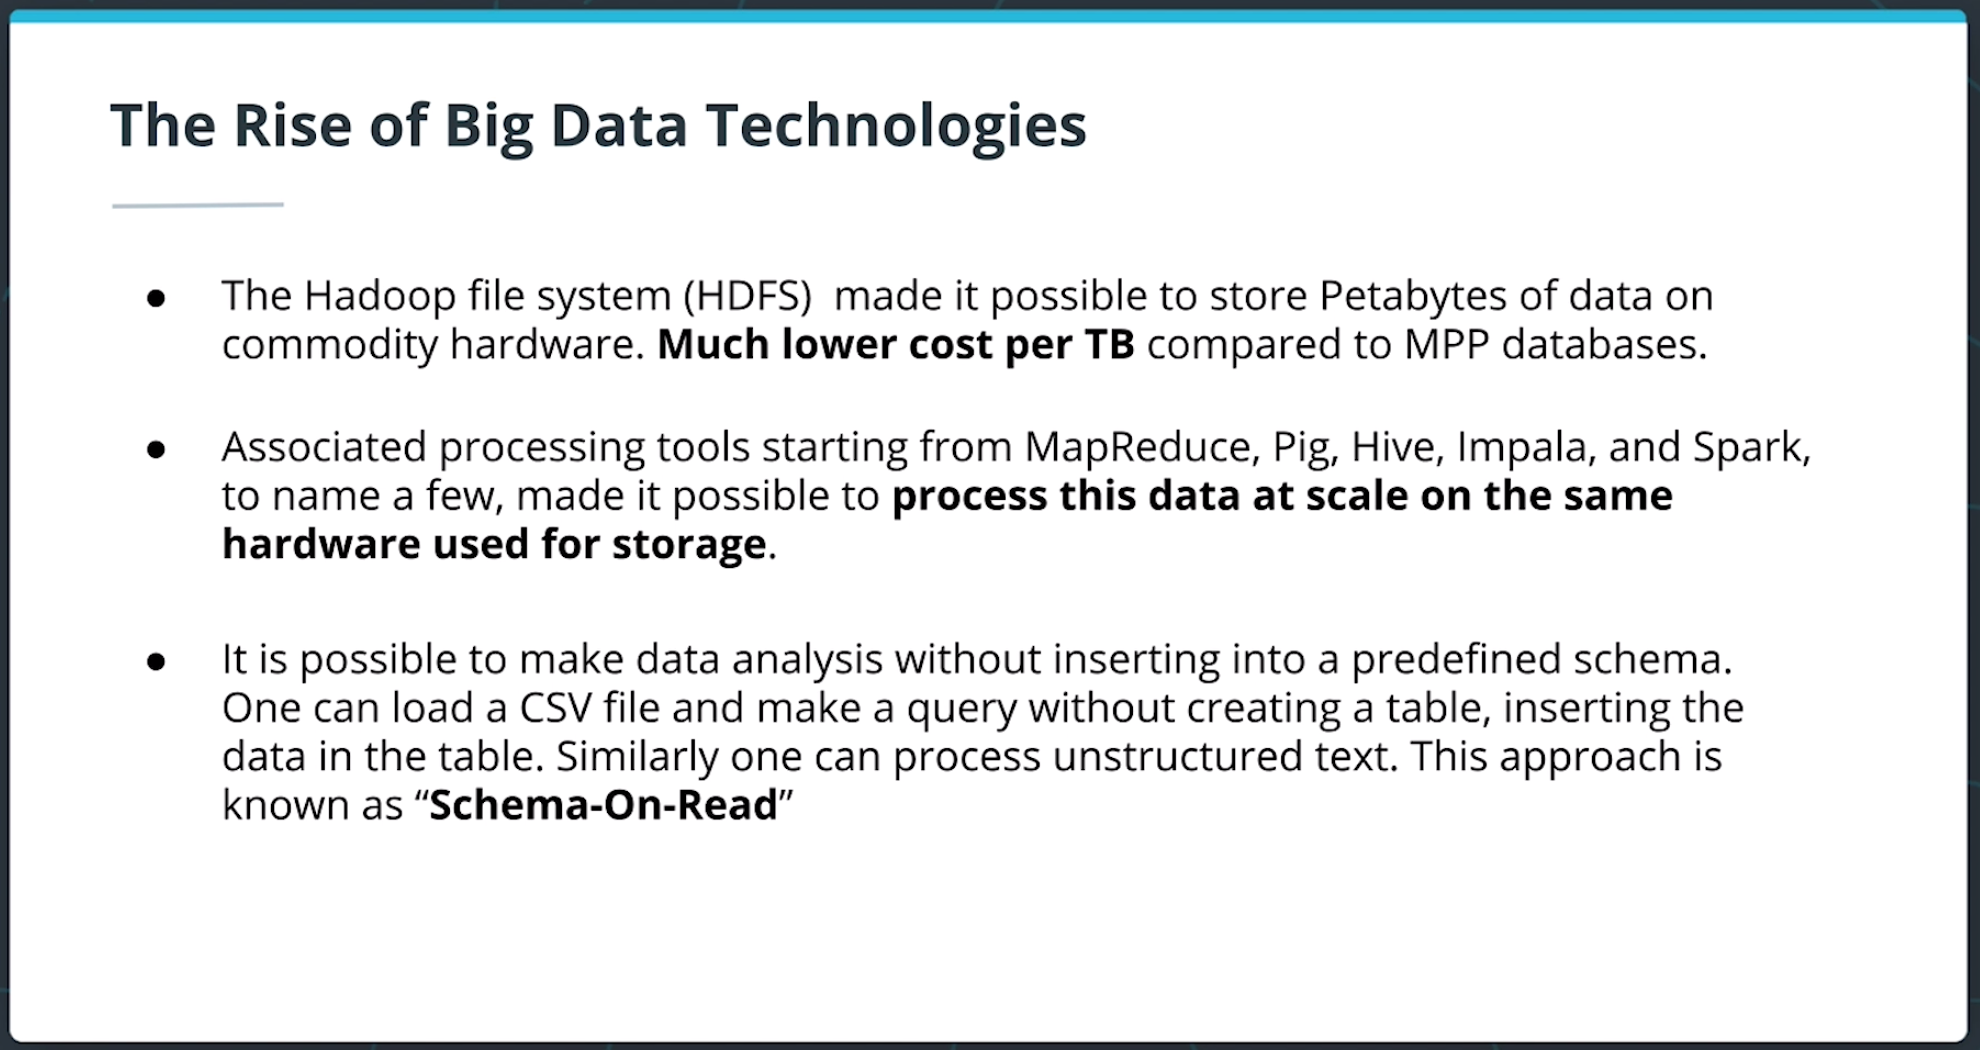 The Rise of Big Data Technologies
● The Hadoop file system (HDFS)  made it possible to store Petabytes of data on
commodity hardware. Much lower cost per TB compared to MPP databases.
● Associated processing tools starting from MapReduce, Pig, Hive, Impala, and Spark,
to name a few, made it possible to process this data at scale on the same
hardware used for storage.
● It is possible to make data analysis without inserting into a predefined schema.
One can load a CSV file and make a query without creating a table, inserting the
data in the table. Similarly one can process unstructured text. This approach is
known as “Schema-On-Read”